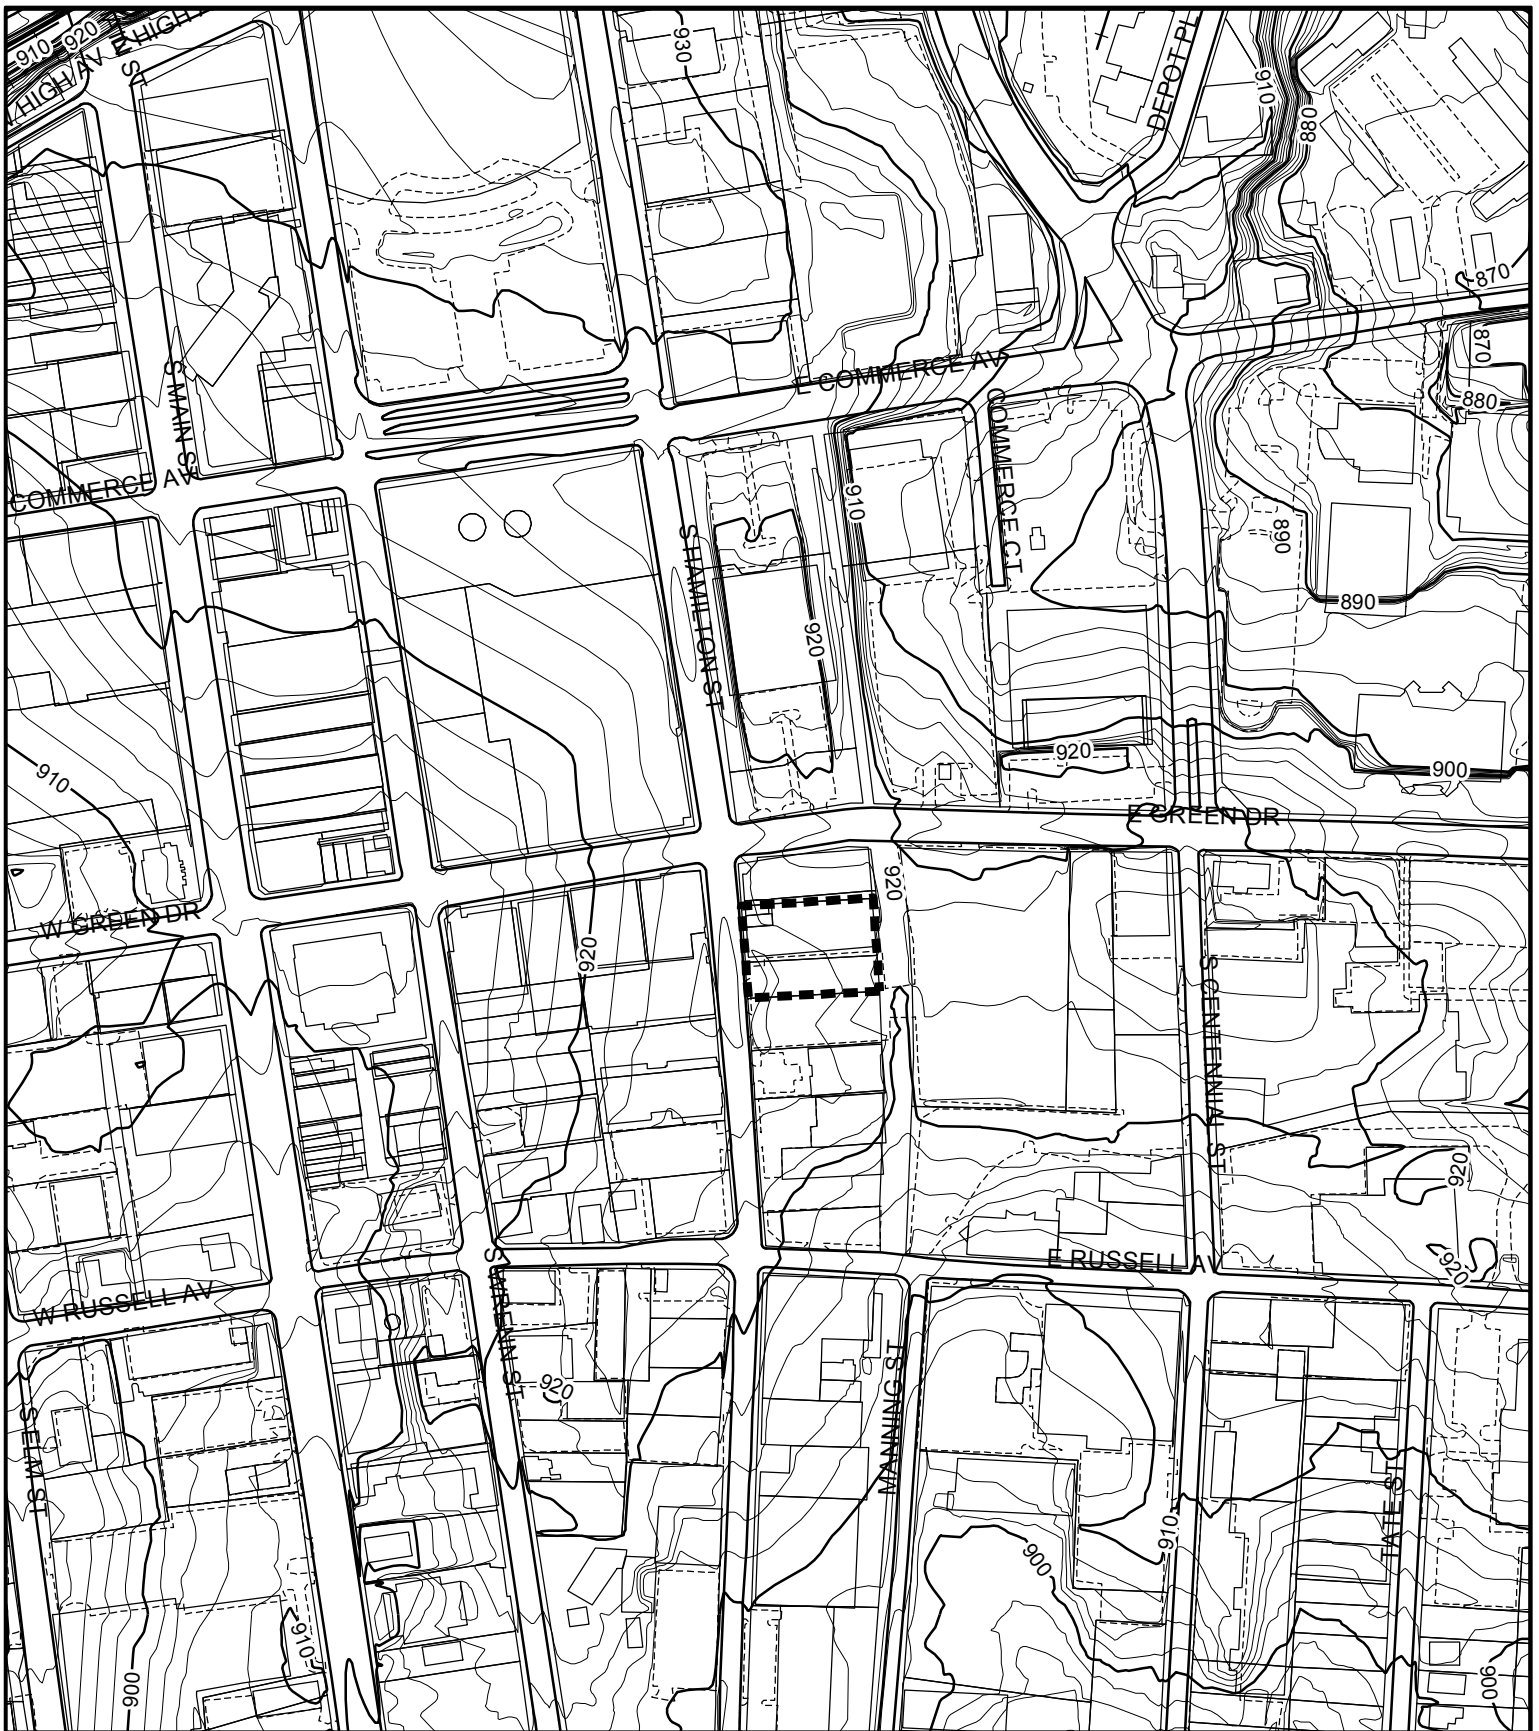 910
920
E HIGH
930
DEPOT PL
910
880
HIGH AV
870
870
E COMMERCE AV
S MAIN ST
880
COMMERCE AV
COMMERCE CT
910
S HAMILTON ST
890
890
920
910
920
900
E GREEN DR
920
W GREEN DR
920
S CENTENNIAL ST
920
920
E RUSSELL AV
W RUSSELL AV
S WRENN ST
920
MANNING ST
S ELM ST
TATE ST
910
900
910
900
900